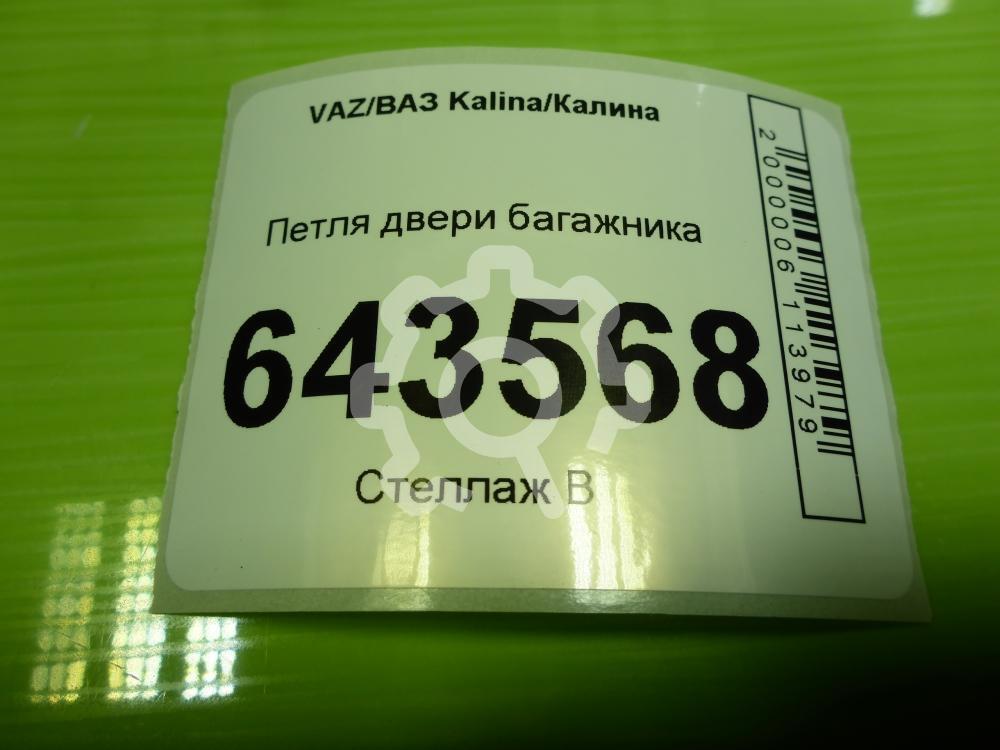 VAZ/ВАЗ Kalina/Калина
Петля двери багажника
643568
Стеллаж В
2000006113979